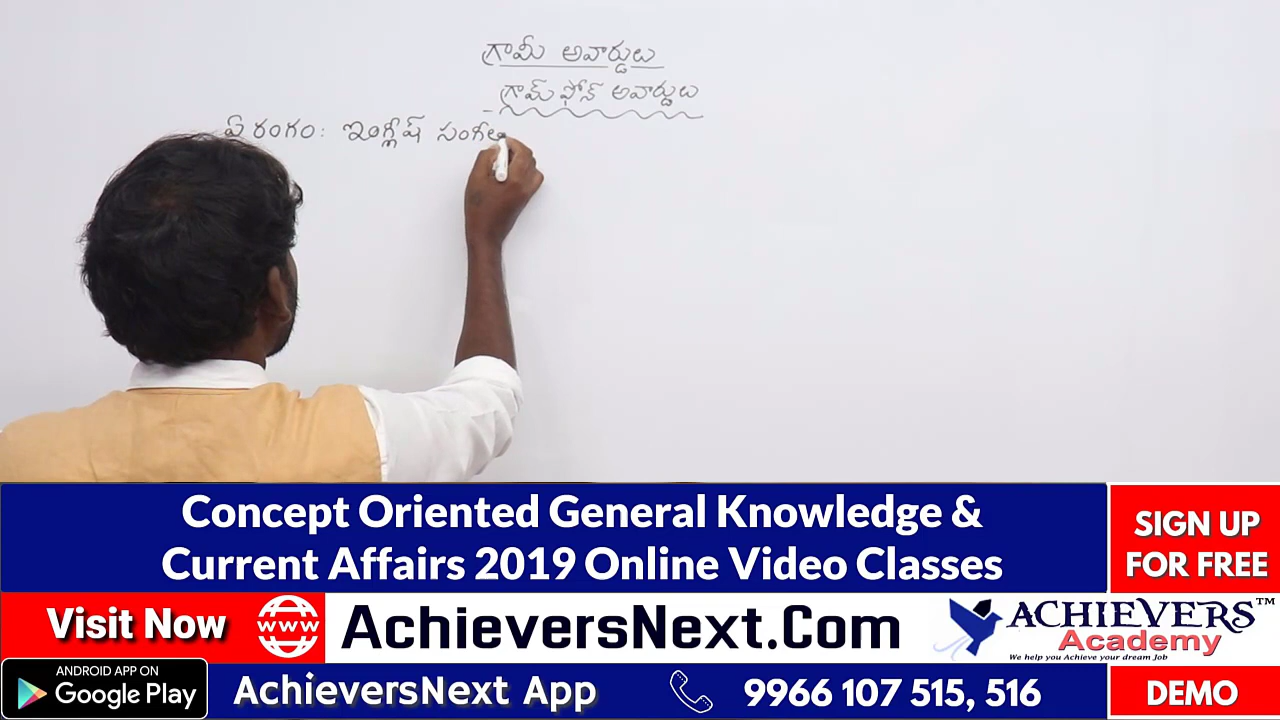 గ్రామీ అవార్డులు
గ్రామ్ ఫోన్ అవార్డులు
ఏ రంగం: ఇంగ్లీష్ సంగీత
Concept Oriented General Knowledge &
Current Affairs 2019 Online Video Classes
SIGN UP
FOR FREE
Visit Now
www
AchieversNext.Com
ACHIEVERS™
Academy
We help you Achieve your dream Job
ANDROID APP ON
Google Play
AchieversNext App
9966 107 515, 516
DEMO